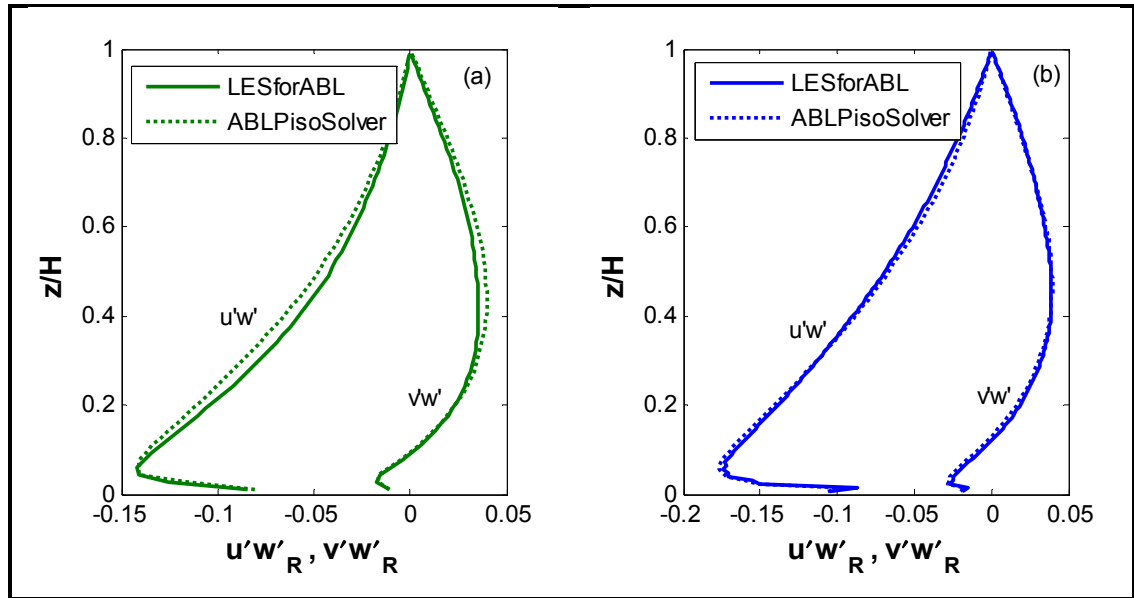 (a)
LESforABL
ABLPisoSolver
1
0.8
0.6
0.4
0.2
0
z/H
u'w'
v'w'
-0.15
-0.1
-0.05
0
0.05
u′w′R , v′w′R
(b)
LESforABL
ABLPisoSolver
1
0.8
0.6
0.4
0.2
0
z/H
u'w'
v'w'
-0.2
-0.15
-0.1
-0.05
0
0.05
u′w′R , v′w′R